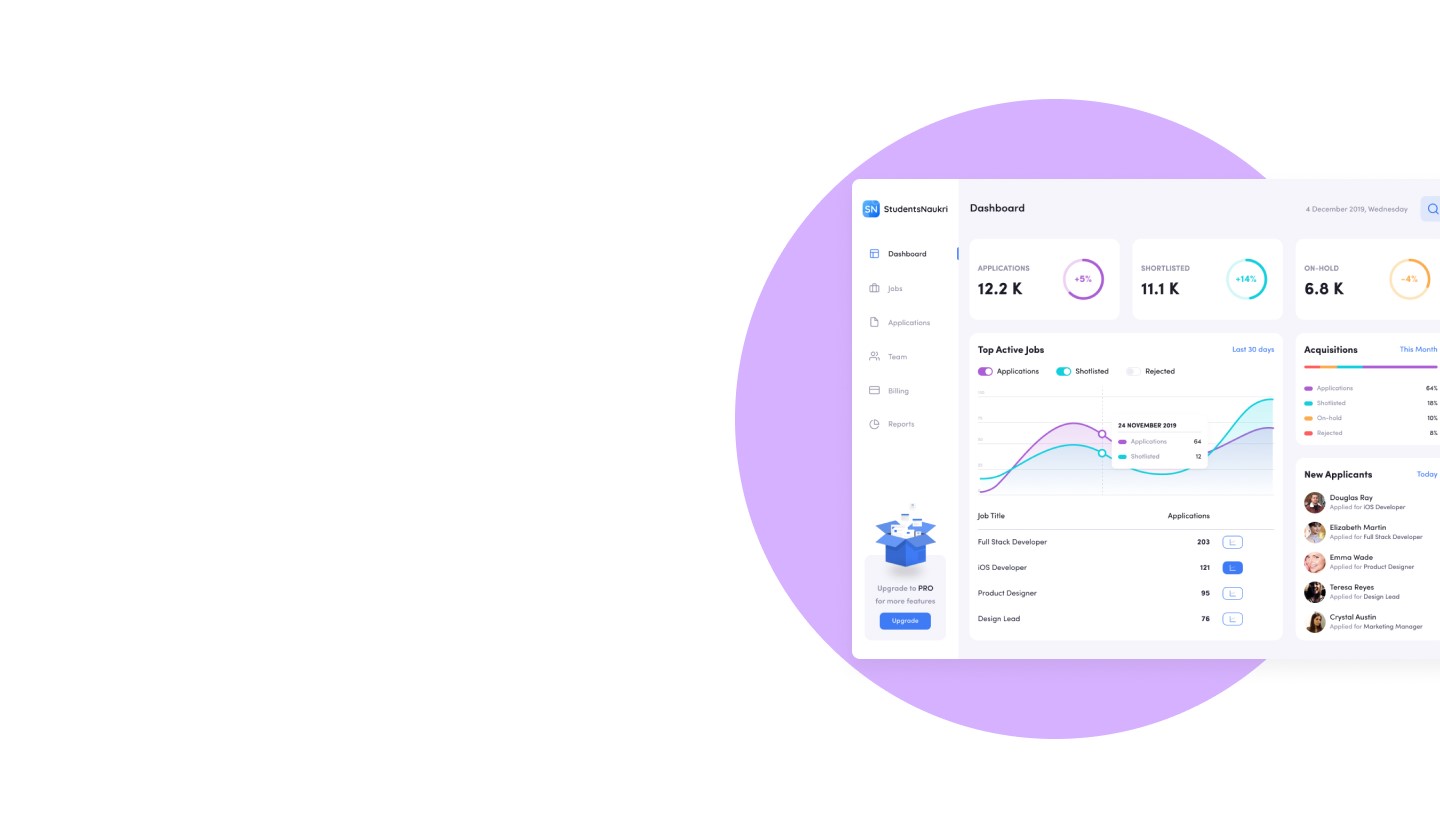 SN StudentsNaukri
Dashboard
Jobs
Applications
Team
Billing
Reports
Upgrade to PRO
for more features
Upgrade
Dashboard
4 December 2019, Wednesday
APPLICATIONS
12.2 K
+5%
SHORTLISTED
11.1 K
+14%
ON-HOLD
6.8 K
-4%
Top Active Jobs
Last 30 days
Applications
Shotlisted
Rejected
24 NOVEMBER 2019
Applications 64
Shotlisted 12
Job Title Applications
Full Stack Developer 203
iOS Developer 121
Product Designer 95
Design Lead 76
Acquisitions
This Month
Applications 64%
Shotlisted 18%
On-hold 10%
Rejected 8%
New Applicants
Today
Douglas Ray
Applied for iOS Developer
Elizabeth Martin
Applied for Full Stack Developer
Emma Wade
Applied for Product Designer
Teresa Reyes
Applied for Design Lead
Crystal Austin
Applied for Marketing Manager